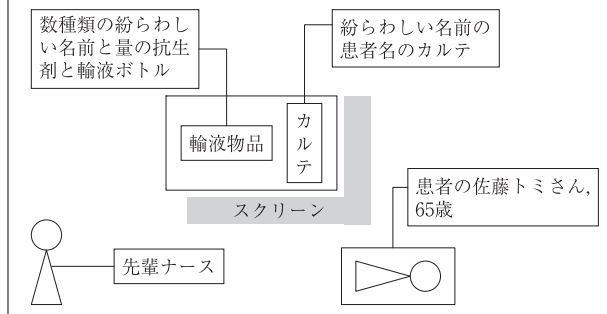 数種類の紛らわし
い名前と量の抗生
剤と輸液ボトル
紛らわしい名前の
患者名のカルテ
輸液物品
カルテ
スクリーン
患者の佐藤トミさん,
65歳
先輩ナース